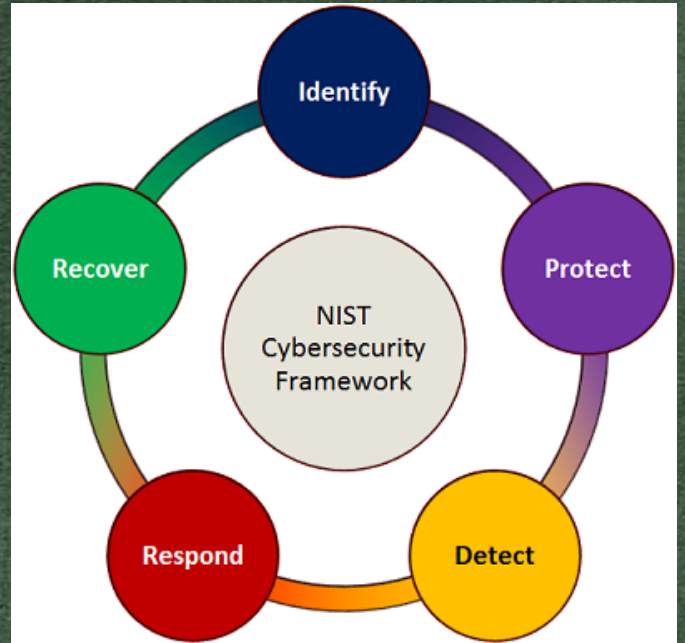 Identify
Protect
Detect
Respond
Recover
NIST
Cybersecurity
Framework